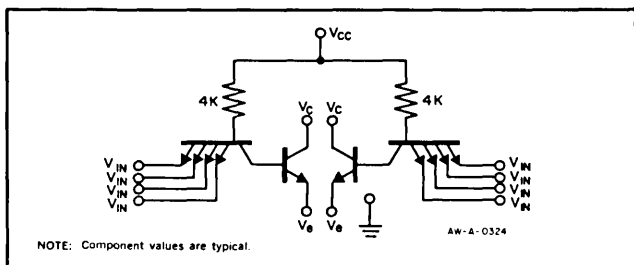 VCC
4K
VC VC
4K
VIN
VIN
VIN
VIN
VIN
VIN
VIN
VIN
Ve Ve
AW-A-0324
NOTE: Component values are typical.